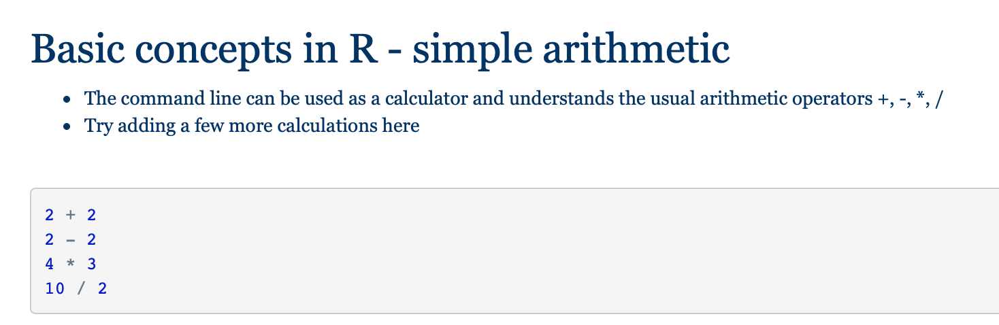 Basic concepts in R - simple arithmetic
• The command line can be used as a calculator and understands the usual arithmetic operators +, -, *, /
• Try adding a few more calculations here
2 + 2
2 - 2
4 * 3
10 / 2